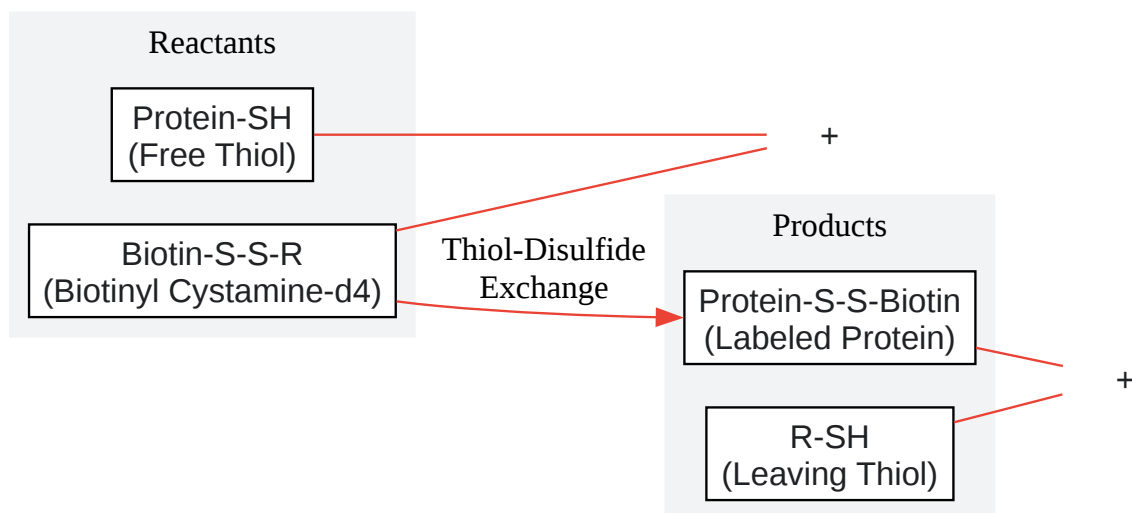 Reactants
Protein-SH
(Free Thiol)
+
Biotin-S-S-R
(Biotinyl Cystamine-d4)
Thiol-Disulfide
Exchange
Products
Protein-S-S-Biotin
(Labeled Protein)
+
R-SH
(Leaving Thiol)